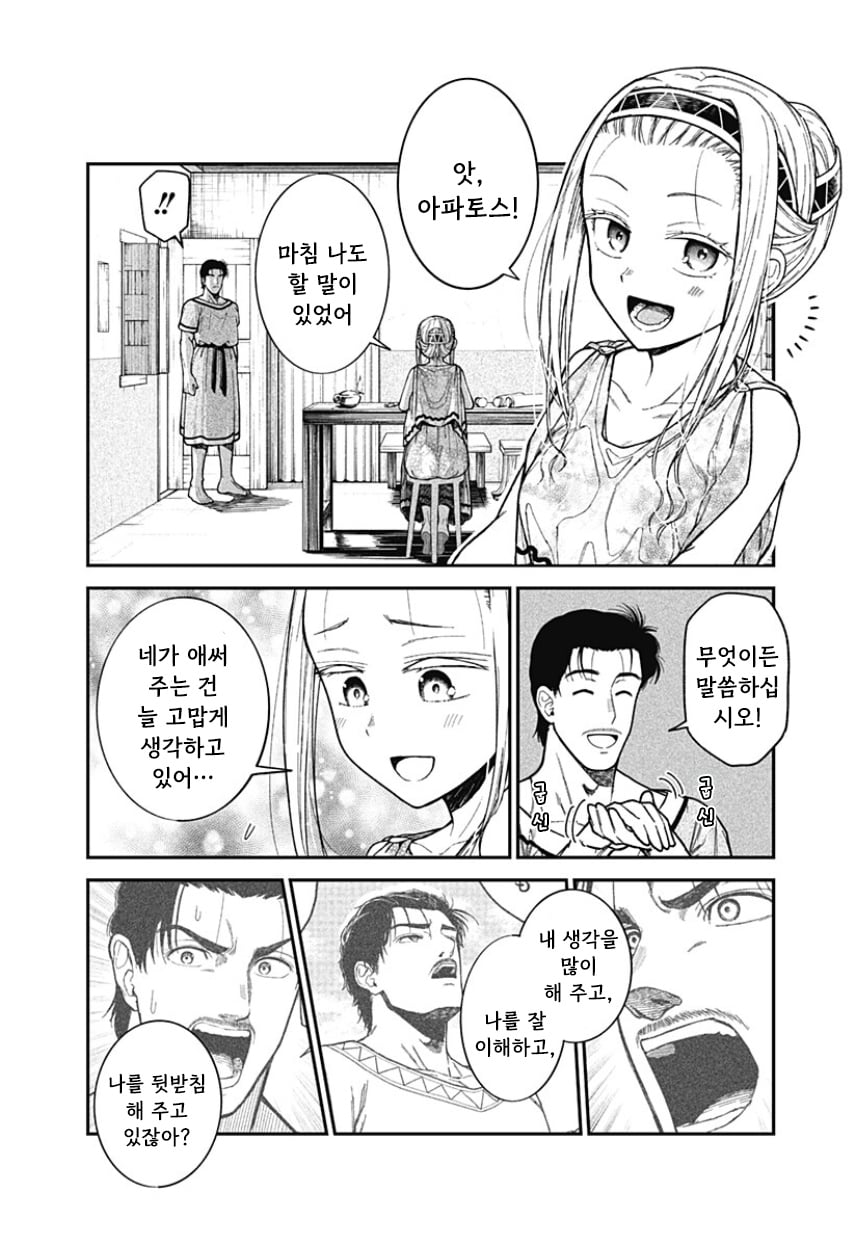 앗,
아파토스!
마침 나도
할 말이
있었어
!!
무엇이든
말씀하십
시오!
굽신
굽신
네가 애써
주는 건
늘 고맙게
생각하고
있어…
내 생각을
많이
해 주고,
나를 잘
이해하고,
나를 뒷받침
해 주고
있잖아?